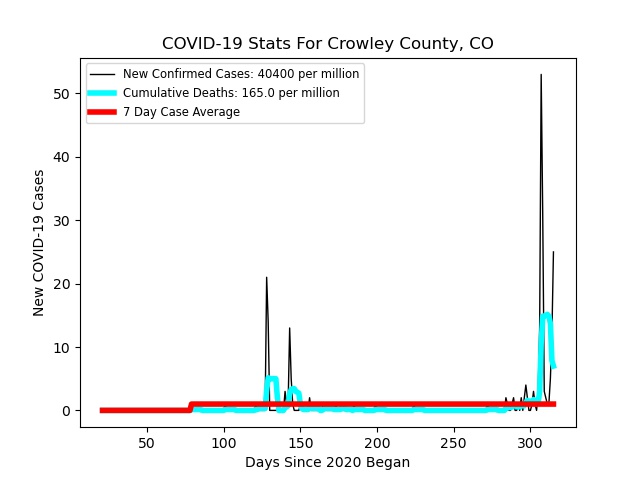 COVID-19 Stats For Crowley County, CO
New Confirmed Cases: 40400 per million
Cumulative Deaths: 165.0 per million
7 Day Case Average
New COVID-19 Cases
50
40
30
20
10
0
50 100 150 200 250 300
Days Since 2020 Began